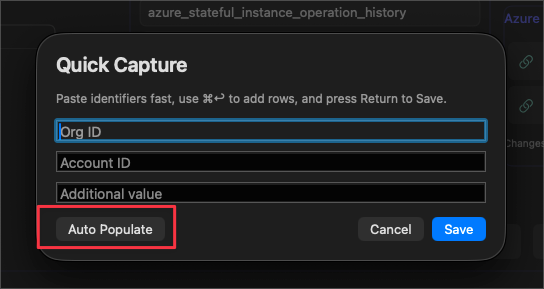 azure_stateful_instance_operation_history
Azure
Quick Capture
Paste identifiers fast, use ⌘↩ to add rows, and press Return to Save.
Org ID
Account ID
Additional value
Changes
Auto Populate
Cancel
Save